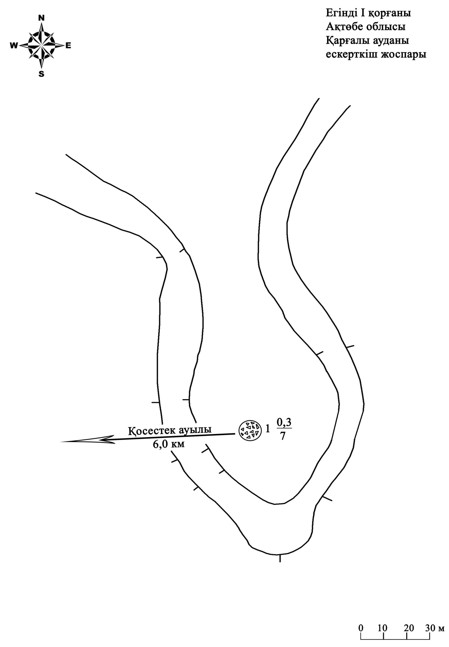 N
W E
S
Егінді I қорғаны
Ақтөбе облысы
Қарғалы ауданы
ескерткіш жоспары
Қосестек ауылы
6,0 км
1 0,3
7
0 10 20 30 м